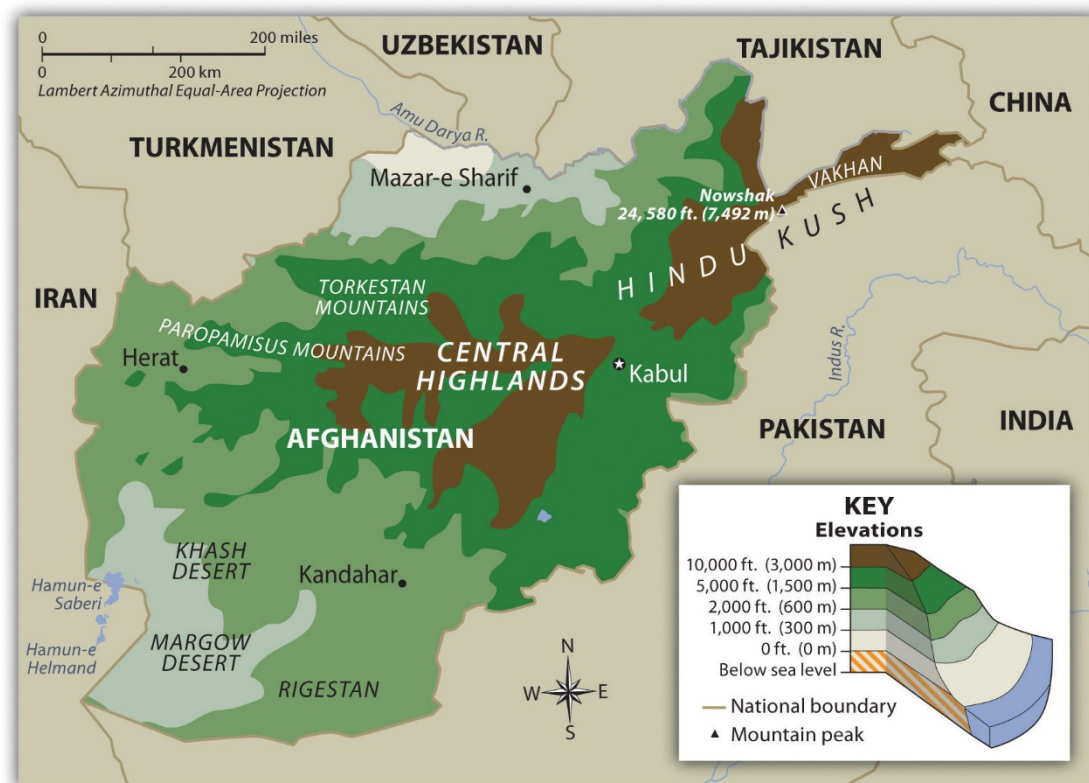 0 200 miles
0 200 km
Lambert Azimuthal Equal-Area Projection
UZBEKISTAN
TAJIKISTAN
CHINA
TURKMENISTAN
Amu Darya R.
Mazar-e Sharif
VAKHAN
Nowshak
24, 580 ft. (7,492 m)
HINDU KUSH
IRAN
TORKESTAN
MOUNTAINS
PAROPAMISUS MOUNTAINS
Herat
CENTRAL
HIGHLANDS
Kabul
Indus R.
AFGHANISTAN
PAKISTAN
INDIA
KHASH
DESERT
Kandahar
Hamun-e
Saberi
Hamun-e
Helmand
MARGOW
DESERT
RIGESTAN
N
W E
S
KEY
Elevations
10,000 ft. (3,000 m)
5,000 ft. (1,500 m)
2,000 ft. (600 m)
1,000 ft. (300 m)
0 ft. (0 m)
Below sea level
National boundary
Mountain peak